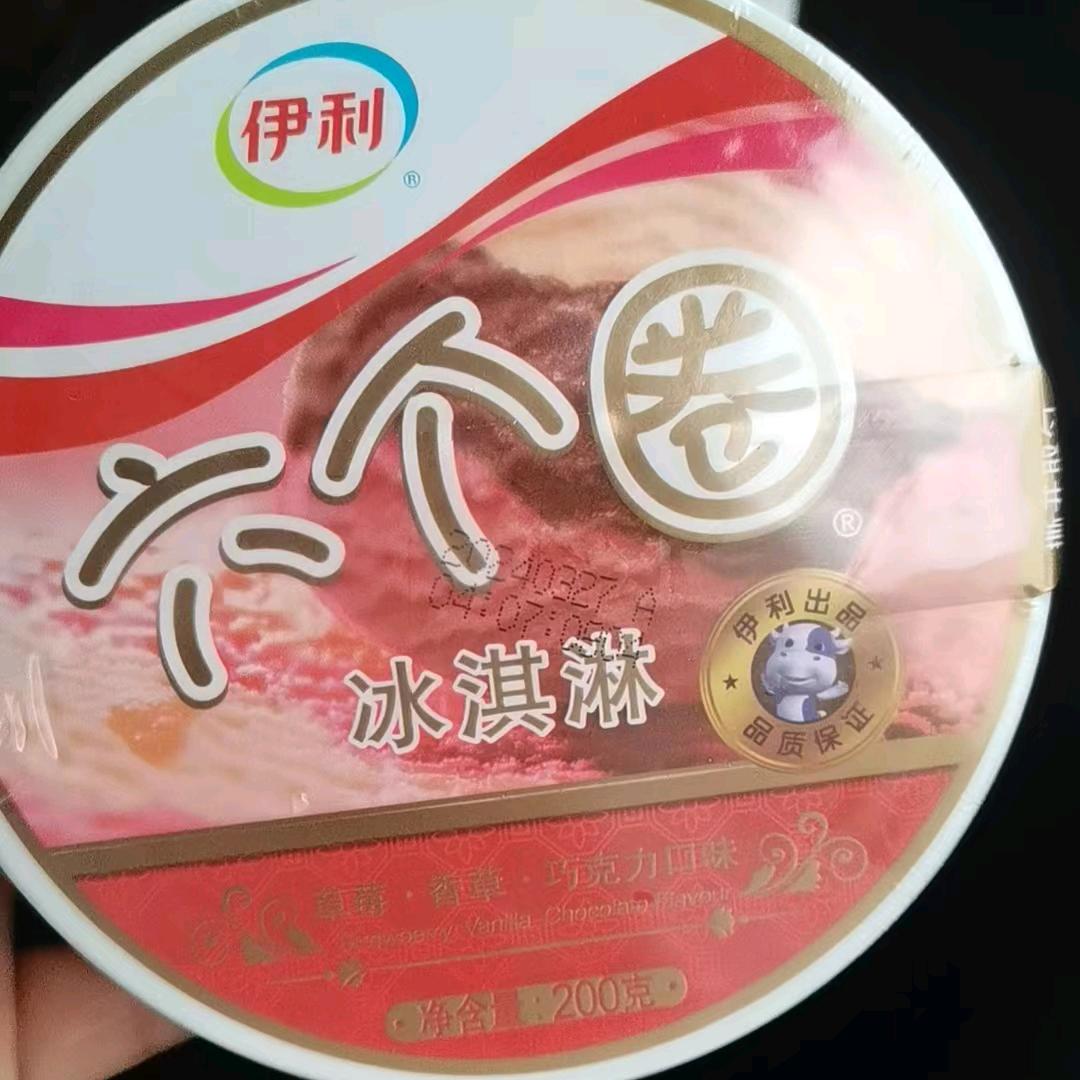 伊利
®
六个圈
®
20240327
冰淇淋
伊利出品
品质保证
草莓·香草·巧克力口味
Strawberry Vanilla Chocolate Flavour
净含量:200克